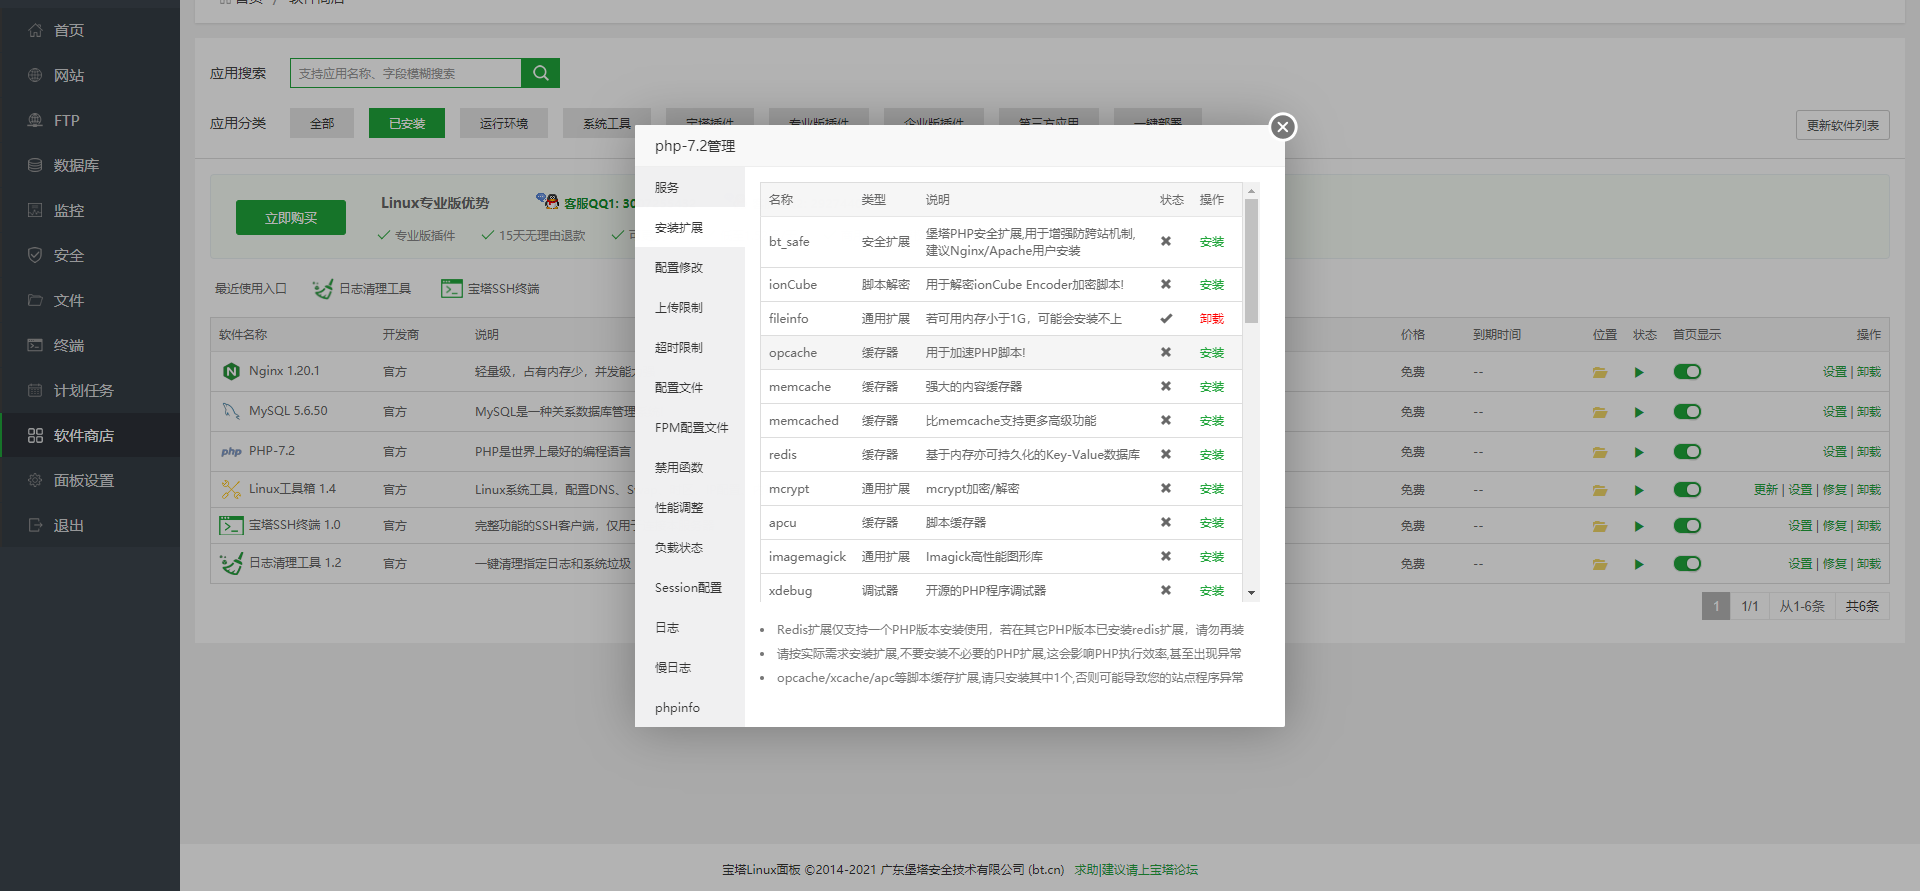 首页 / 软件商店
首页
网站
FTP
数据库
监控
安全
文件
终端
计划任务
软件商店
面板设置
退出
应用搜索
支持应用名称、字段模糊搜索
应用分类
全部
已安装
运行环境
系统工具
宝塔插件
专业版插件
企业版插件
第三方应用
一键部署
更新软件列表
立即购买
Linux专业版优势
客服QQ1: 30
专业版插件
15天无理由退款
最近使用入口
日志清理工具
宝塔SSH终端
软件名称 开发商 说明 价格 到期时间 位置 状态 首页显示 操作
Nginx 1.20.1 官方 轻量级，占有内存少，并发能 免费 -- 设置 | 卸载
MySQL 5.6.50 官方 MySQL是一种关系数据库管理 免费 -- 设置 | 卸载
php PHP-7.2 官方 PHP是世界上最好的编程语言 免费 -- 设置 | 卸载
Linux工具箱 1.4 官方 Linux系统工具，配置DNS、S 免费 -- 更新 | 设置 | 修复 | 卸载
宝塔SSH终端 1.0 官方 完整功能的SSH客户端，仅用于 免费 -- 设置 | 修复 | 卸载
日志清理工具 1.2 官方 一键清理指定日志和系统垃圾 免费 -- 设置 | 修复 | 卸载
1 1/1 从1-6条 共6条
php-7.2管理
服务
安装扩展
配置修改
上传限制
超时限制
配置文件
FPM配置文件
禁用函数
性能调整
负载状态
Session配置
日志
慢日志
phpinfo
名称 类型 说明 状态 操作
bt_safe 安全扩展 堡塔PHP安全扩展,用于增强防跨站机制,
建议Nginx/Apache用户安装 安装
ionCube 脚本解密 用于解密ionCube Encoder加密脚本! 安装
fileinfo 通用扩展 若可用内存小于1G，可能会安装不上 卸载
opcache 缓存器 用于加速PHP脚本! 安装
memcache 缓存器 强大的内容缓存器 安装
memcached 缓存器 比memcache支持更多高级功能 安装
redis 缓存器 基于内存亦可持久化的Key-Value数据库 安装
mcrypt 通用扩展 mcrypt加密/解密 安装
apcu 缓存器 脚本缓存器 安装
imagemagick 通用扩展 Imagick高性能图形库 安装
xdebug 调试器 开源的PHP程序调试器 安装
Redis扩展仅支持一个PHP版本安装使用，若在其它PHP版本已安装redis扩展，请勿再装
请按实际需求安装扩展,不要安装不必要的PHP扩展,这会影响PHP执行效率,甚至出现异常
opcache/xcache/apc等脚本缓存扩展,请只安装其中1个,否则可能导致您的站点程序异常
宝塔Linux面板 ©2014-2021 广东堡塔安全技术有限公司 (bt.cn) 求助|建议请上宝塔论坛